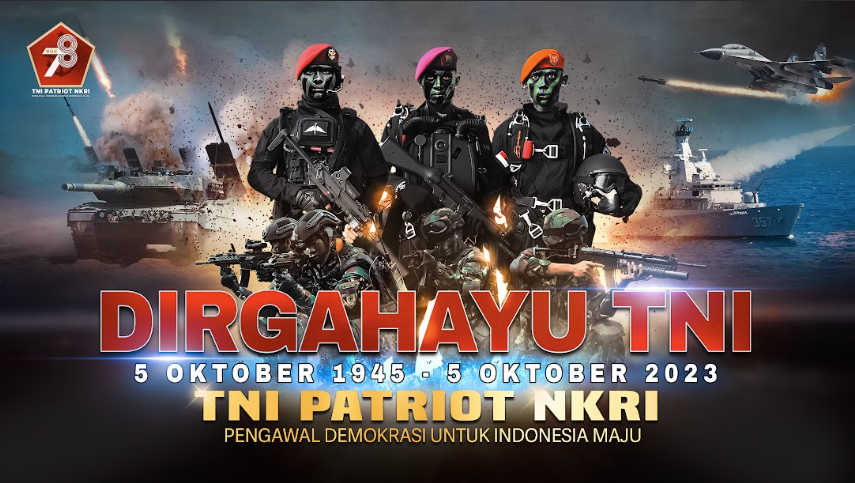 78
TNI PATRIOT NKRI
DIRGAHAYU TNI
5 OKTOBER 1945 - 5 OKTOBER 2023
TNI PATRIOT NKRI
PENGAWAL DEMOKRASI UNTUK INDONESIA MAJU